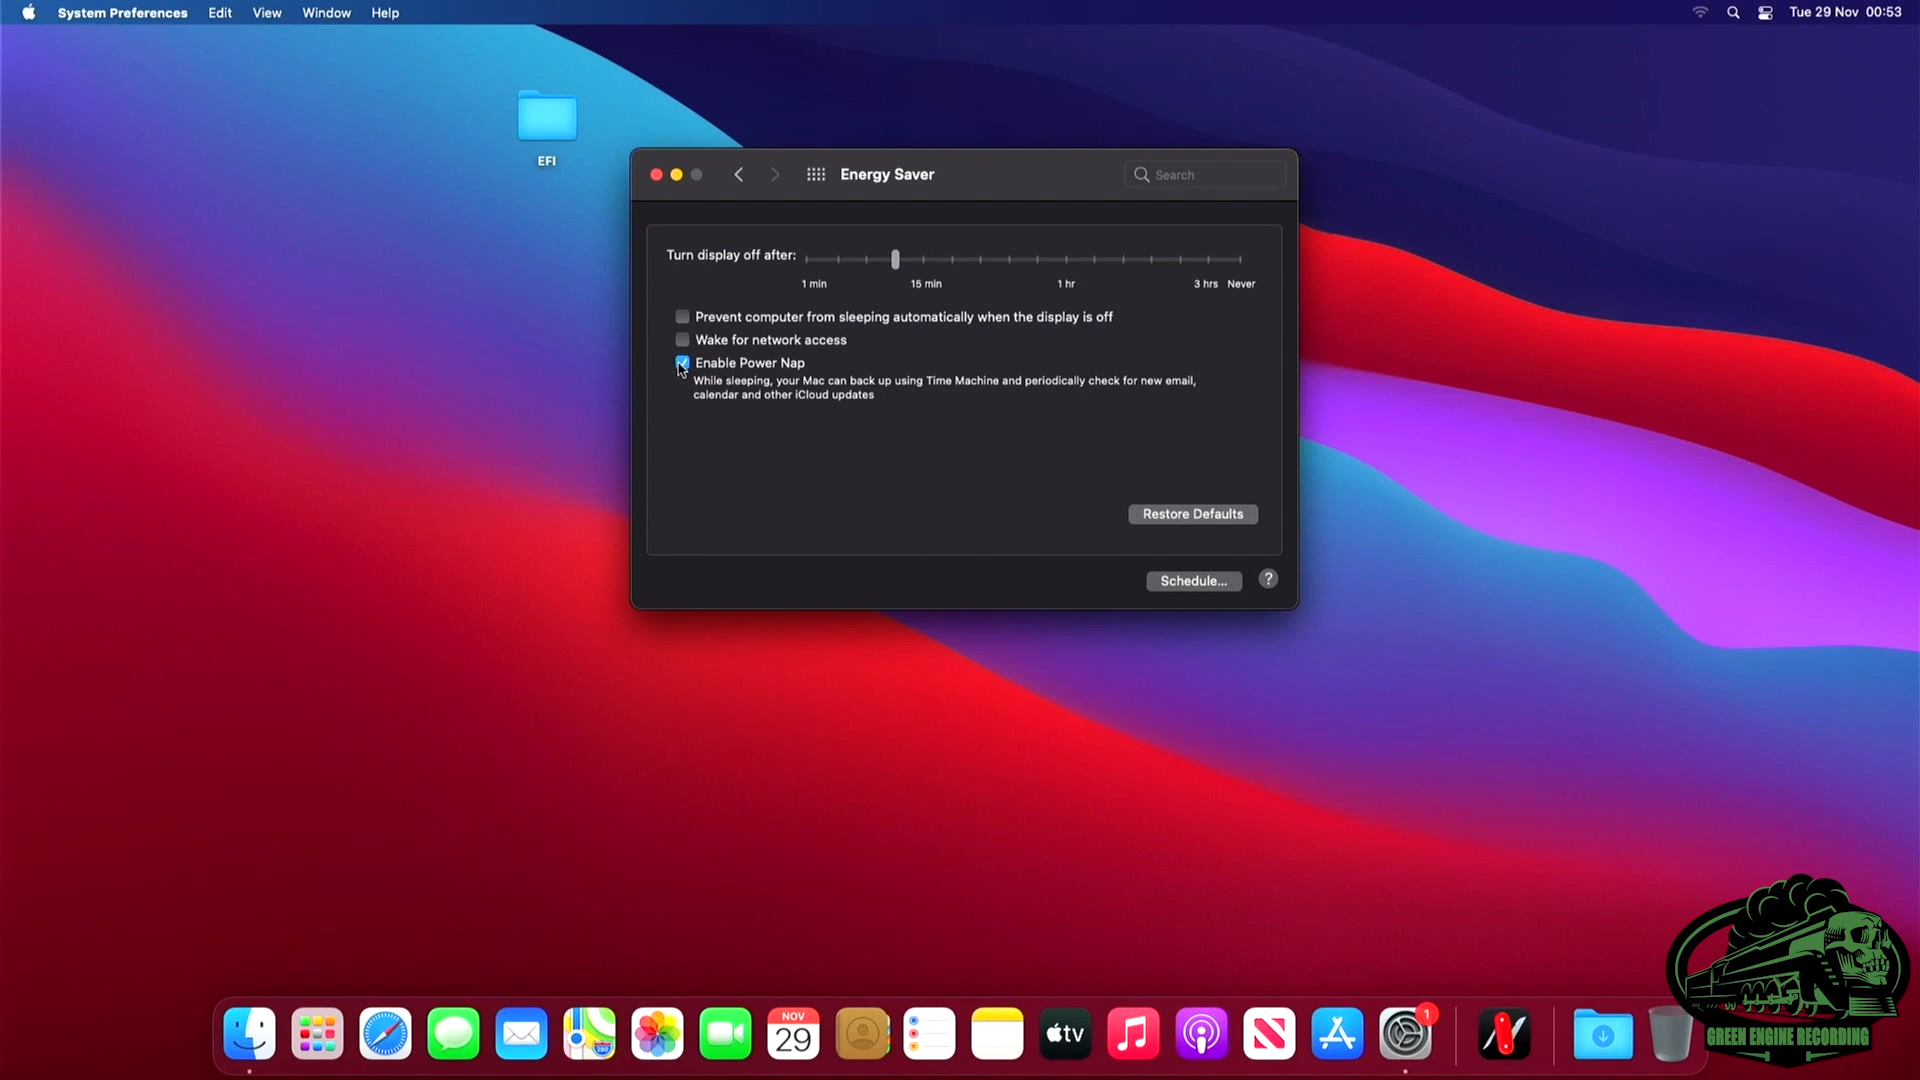 System Preferences Edit View Window Help
Tue 29 Nov 00:53
EFI
Energy Saver
Search
Turn display off after:
1 min 15 min 1 hr 3 hrs Never
Prevent computer from sleeping automatically when the display is off
Wake for network access
Enable Power Nap
While sleeping, your Mac can back up using Time Machine and periodically check for new email,
calendar and other iCloud updates
Restore Defaults
Schedule...
?
NOV
29
tv
1
280
GREEN ENGINE RECORDING